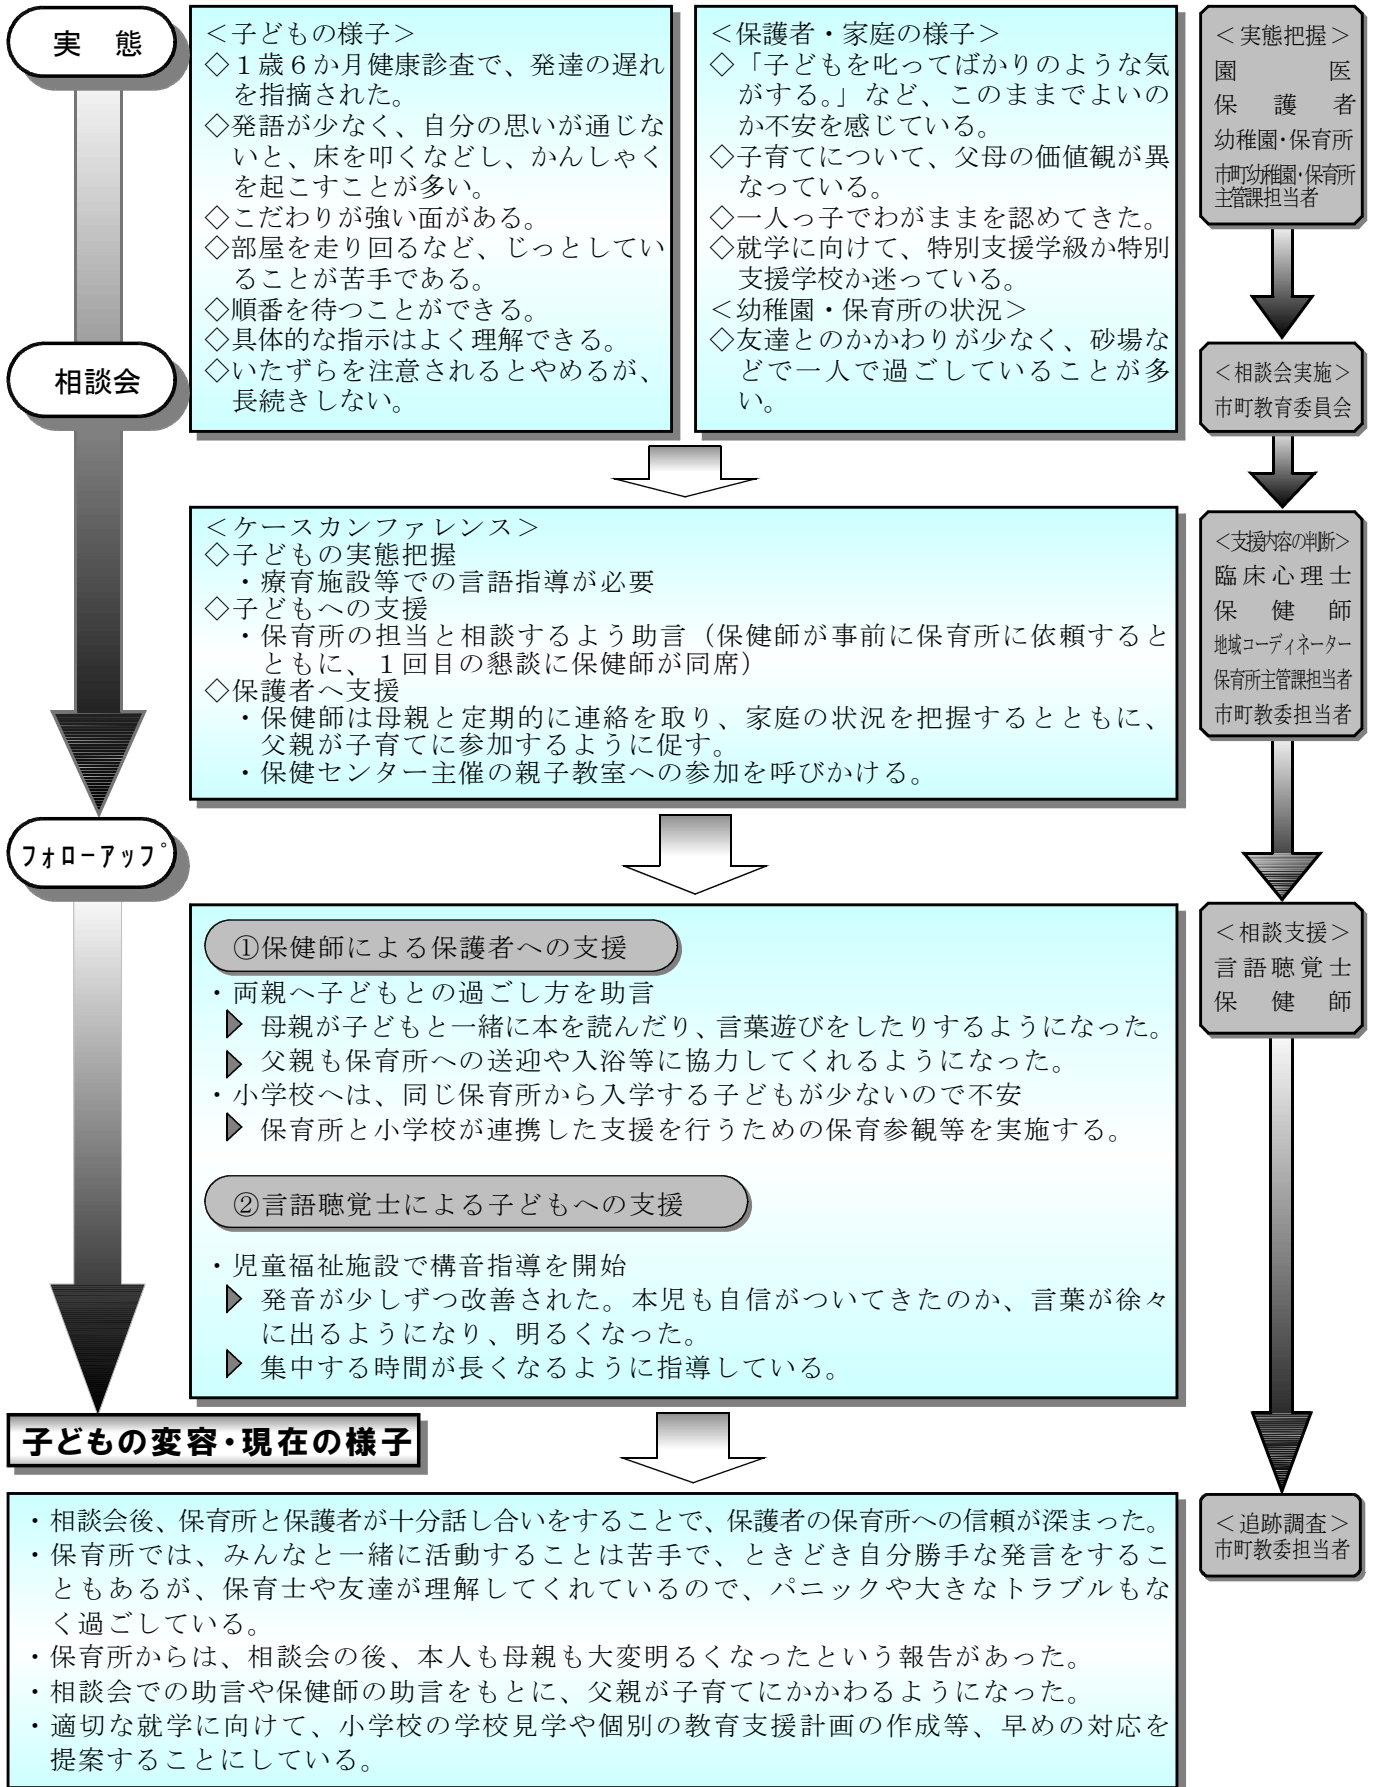 実　態
＜子どもの様子＞
◇１歳６か月健康診査で、発達の遅れ
を指摘された。
◇発語が少なく、自分の思いが通じな
いと、床を叩くなどし、かんしゃく
を起こすことが多い。
◇こだわりが強い面がある。
◇部屋を走り回るなど、じっとしてい
ることが苦手である。
◇順番を待つことができる。
◇具体的な指示はよく理解できる。
◇いたずらを注意されるとやめるが、
長続きしない。
＜保護者・家庭の様子＞
◇「子どもを叱ってばかりのような気
がする。」など、このままでよいの
か不安を感じている。
◇子育てについて、父母の価値観が異
なっている。
◇一人っ子でわがままを認めてきた。
◇就学に向けて、特別支援学級か特別
支援学校か迷っている。
＜幼稚園・保育所の状況＞
◇友達とのかかわりが少なく、砂場な
どで一人で過ごしていることが多
い。
＜実態把握＞
園　医
保　護　者
幼稚園・保育所
市町幼稚園・保育所
主管課担当者
相談会
＜相談会実施＞
市町教育委員会
＜ケースカンファレンス＞
◇子どもの実態把握
・療育施設等での言語指導が必要
◇子どもへの支援
・保育所の担当と相談するよう助言（保健師が事前に保育所に依頼すると
ともに、１回目の懇談に保健師が同席）
◇保護者へ支援
・保健師は母親と定期的に連絡を取り、家庭の状況を把握するとともに、
父親が子育てに参加するように促す。
・保健センター主催の親子教室への参加を呼びかける。
＜支援内容の判断＞
臨床心理士
保　健　師
地域コーディネーター
保育所主管課担当者
市町教委担当者
フォローアップ
①保健師による保護者への支援
・両親へ子どもとの過ごし方を助言
▶ 母親が子どもと一緒に本を読んだり、言葉遊びをしたりするようになった。
▶ 父親も保育所への送迎や入浴等に協力してくれるようになった。
・小学校へは、同じ保育所から入学する子どもが少ないので不安
▶ 保育所と小学校が連携した支援を行うための保育参観等を実施する。
②言語聴覚士による子どもへの支援
・児童福祉施設で構音指導を開始
▶ 発音が少しずつ改善された。本児も自信がついてきたのか、言葉が徐々
に出るようになり、明るくなった。
▶ 集中する時間が長くなるように指導している。
＜相談支援＞
言語聴覚士
保　健　師
子どもの変容・現在の様子
・相談会後、保育所と保護者が十分話し合いをすることで、保護者の保育所への信頼が深まった。
・保育所では、みんなと一緒に活動することは苦手で、ときどき自分勝手な発言をするこ
ともあるが、保育士や友達が理解してくれているので、パニックや大きなトラブルもな
く過ごしている。
・保育所からは、相談会の後、本人も母親も大変明るくなったという報告があった。
・相談会での助言や保健師の助言をもとに、父親が子育てにかかわるようになった。
・適切な就学に向けて、小学校の学校見学や個別の教育支援計画の作成等、早めの対応を
提案することにしている。
＜追跡調査＞
市町教委担当者